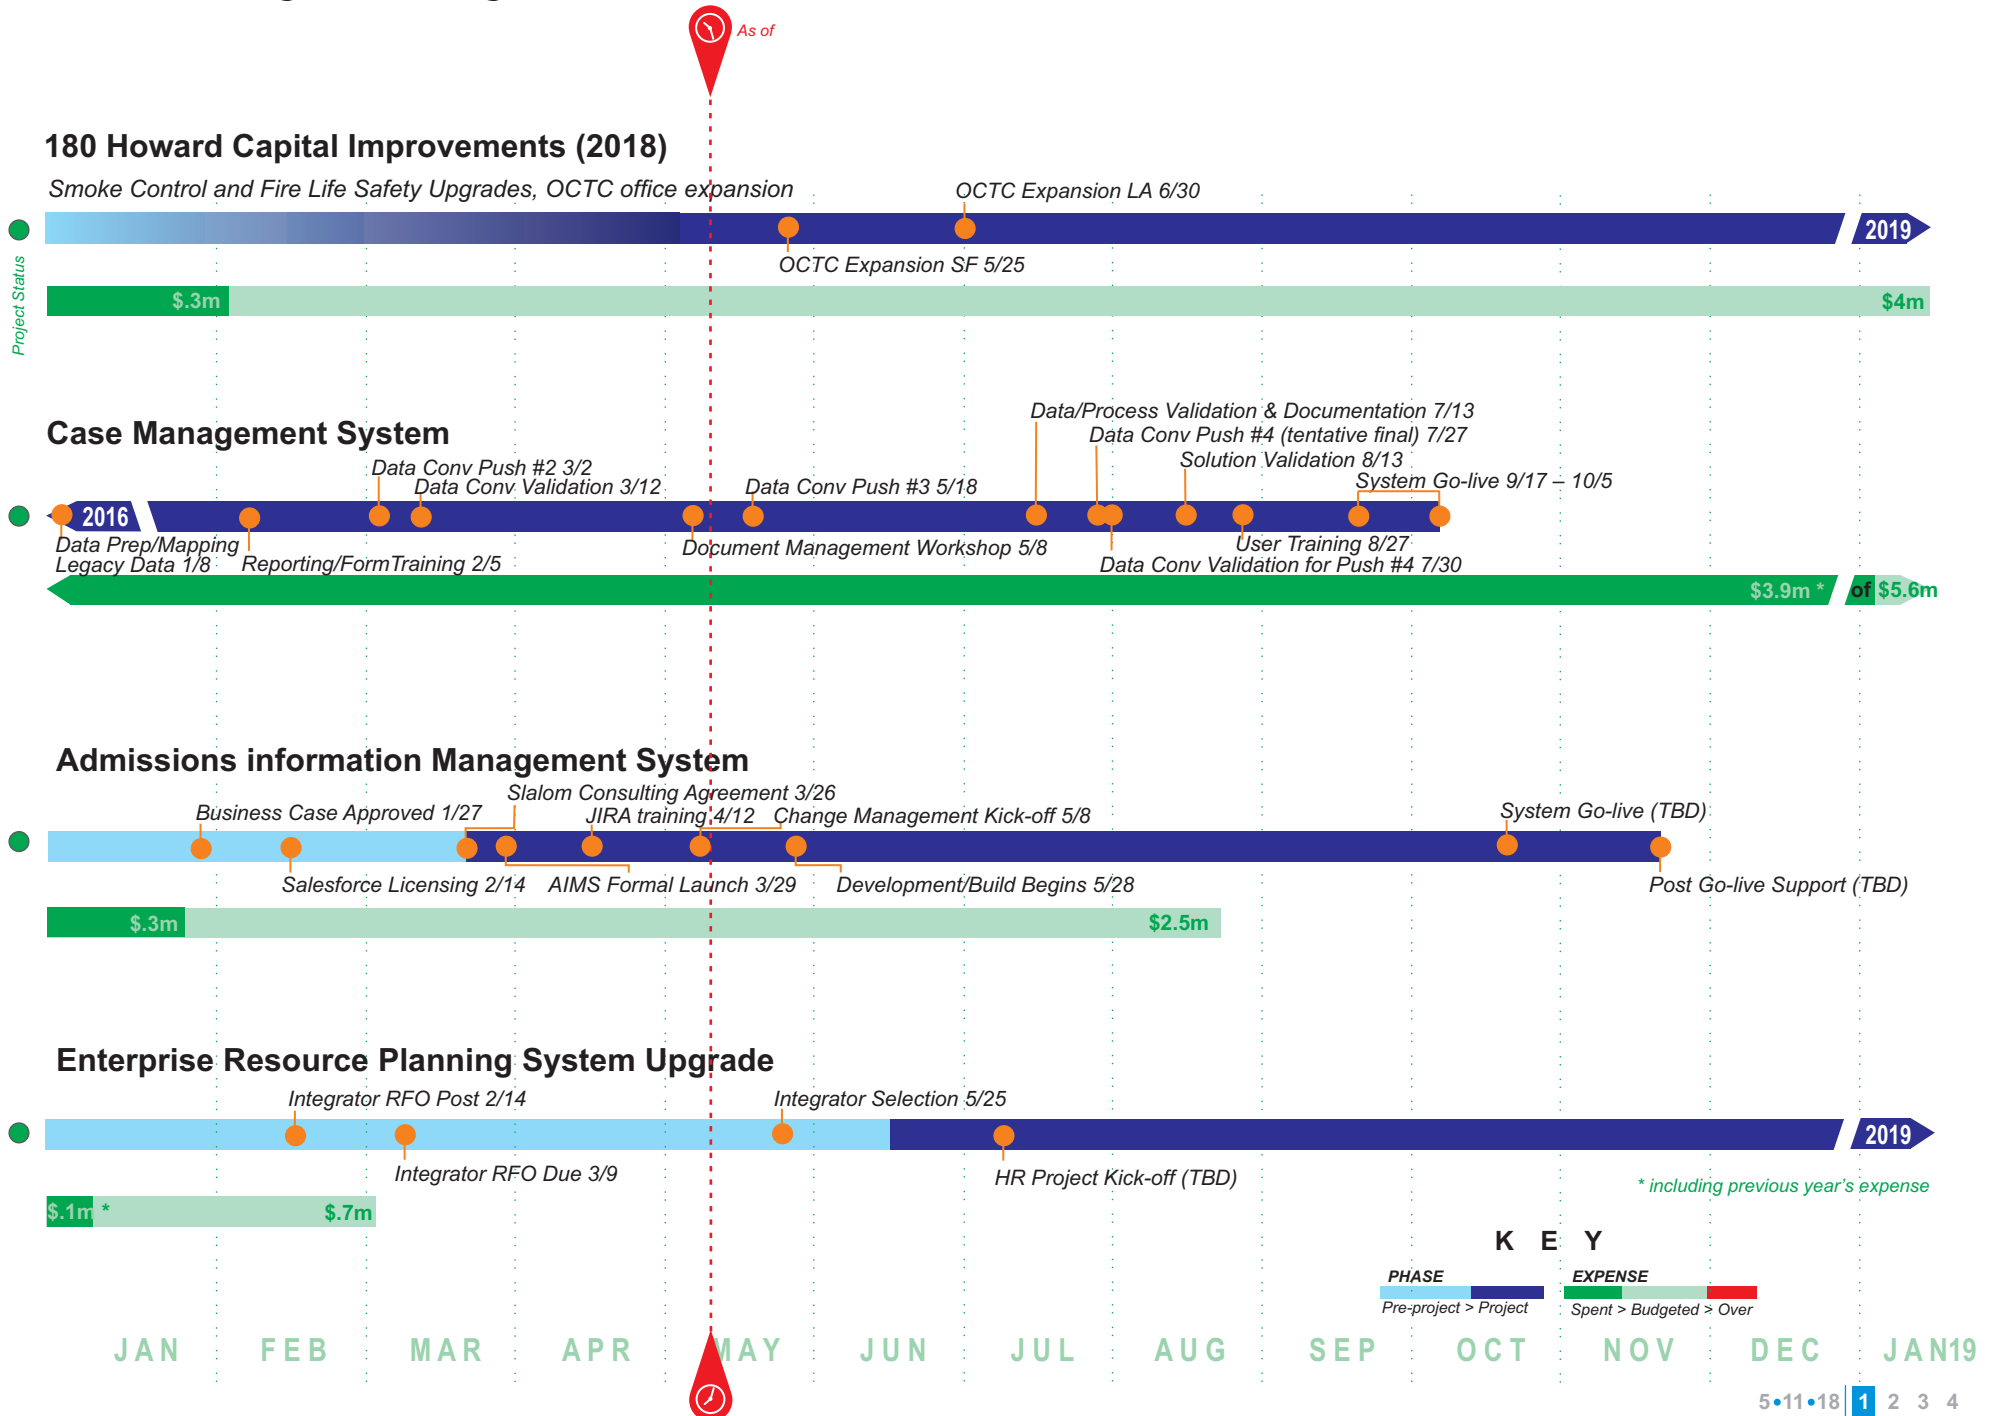 As of
180 Howard Capital Improvements (2018)
Smoke Control and Fire Life Safety Upgrades, OCTC office expansion
OCTC Expansion LA 6/30
2019
OCTC Expansion SF 5/25
Project Status
$.3m
$4m
Case Management System
Data/Process Validation & Documentation 7/13
Data Conv Push #4 (tentative final) 7/27
Solution Validation 8/13
Data Conv Push #2 3/2
System Go-live 9/17 – 10/5
Data Conv Validation 3/12
Data Conv Push #3 5/18
2016
Data Prep/Mapping
Legacy Data 1/8
Reporting/FormTraining 2/5
Document Management Workshop 5/8
User Training 8/27
Data Conv Validation for Push #4 7/30
$3.9m *
of $5.6m
Admissions information Management System
Slalom Consulting Agreement 3/26
Business Case Approved 1/27
JIRA training 4/12
Change Management Kick-off 5/8
System Go-live (TBD)
Salesforce Licensing 2/14
AIMS Formal Launch 3/29
Development/Build Begins 5/28
Post Go-live Support (TBD)
$.3m
$2.5m
Enterprise Resource Planning System Upgrade
Integrator RFO Post 2/14
Integrator Selection 5/25
2019
Integrator RFO Due 3/9
HR Project Kick-off (TBD)
* including previous year's expense
$.1m *
$.7m
KEY
PHASE
Pre-project > Project
EXPENSE
Spent > Budgeted > Over
JAN FEB MAR APR MAY JUN JUL AUG SEP OCT NOV DEC JAN19
5•11•18 1 2 3 4